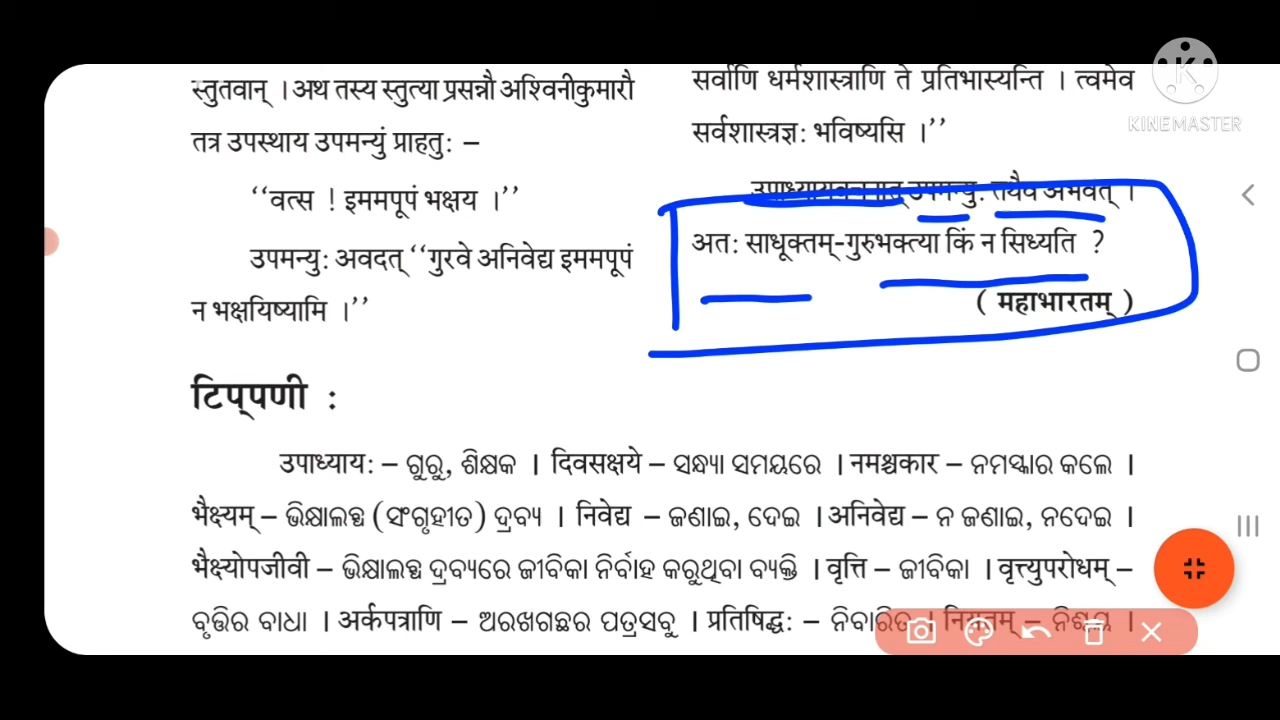 स्तुतवान् । अथ तस्य स्तुत्या प्रसन्नौ अश्विनीकुमारौ
तत्र उपस्थाय उपमन्युं प्राहतुः –
‘‘वत्स ! इममपूपं भक्षय ।’’
उपमन्युः अवदत् ‘‘गुरवे अनिवेद्य इममपूपं
न भक्षयिष्यामि ।’’
सर्वाणि धर्मशास्त्राणि ते प्रतिभास्यन्ति । त्वमेव
सर्वशास्त्रज्ञः भविष्यसि ।’’
उपमन्युः तथैव अभवत् ।
अतः साधूक्तम्-गुरुभक्त्या किं न सिध्यति ?
( महाभारतम् )
टिप्पणी :
उपाध्यायः – ଗୁରୁ, ଶିକ୍ଷକ । दिवसक्षये – ସନ୍ଧ୍ୟା ସମୟରେ । नमश्चकार – ନମସ୍କାର କଲେ ।
भैक्ष्यम् – ଭିକ୍ଷାଲବ୍ଧ (ସଂଗୃହୀତ) ଦ୍ରବ୍ୟ । निवेद्य – ଜଣାଇ, ଦେଇ । अनिवेद्य – ନ ଜଣାଇ, ନଦେଇ ।
भैक्ष्योपजीवी – ଭିକ୍ଷାଲବ୍ଧ ଦ୍ରବ୍ୟରେ ଜୀବିକା ନିର୍ବାହ କରୁଥିବା ବ୍ୟକ୍ତି । वृत्ति – ଜୀବିକା । वृत्त्युपरोधम् –
ବୃତ୍ତିର ବାଧା । अर्कपत्राणि – ଅରଖଗଛର ପତ୍ରସବୁ । प्रतिषिद्धः – ନିବାରିତ । नियतम् – ନିଶ୍ଚୟ ।
KINEMASTER